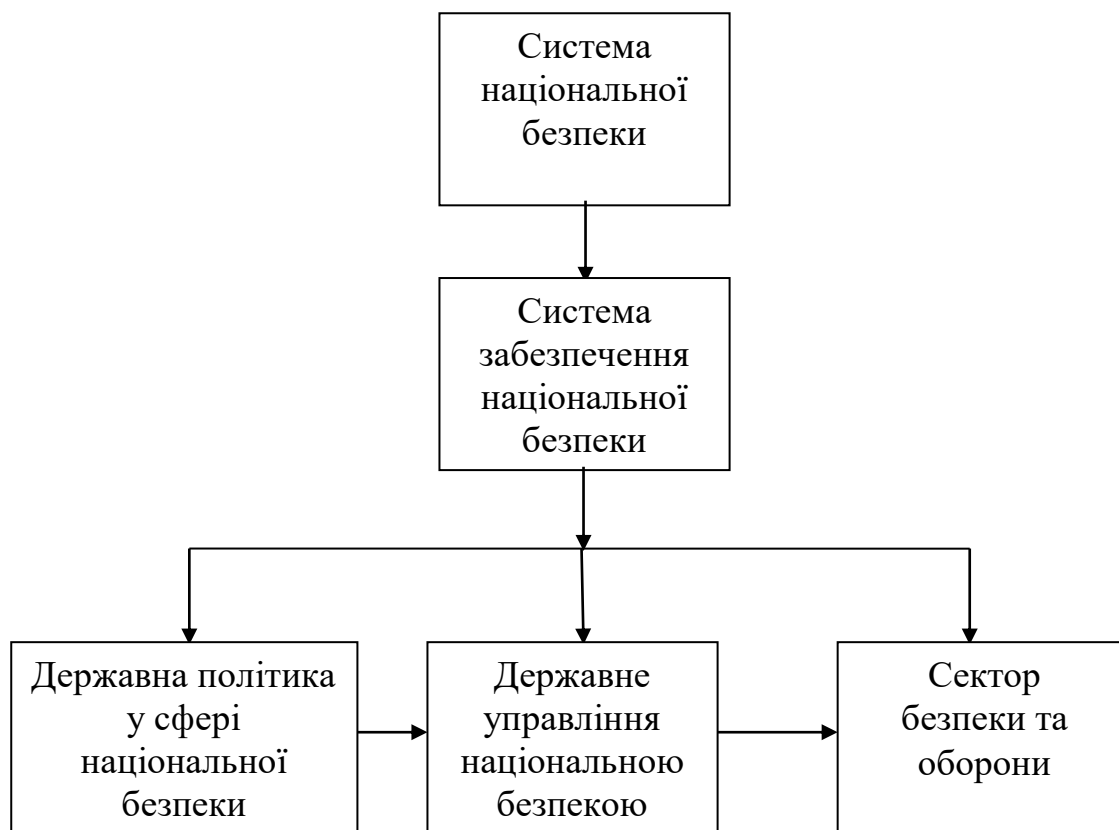 Система
національної
безпеки
Система
забезпечення
національної
безпеки
Державна політика
у сфері
національної
безпеки
Державне
управління
національною
безпекою
Сектор
безпеки та
оборони